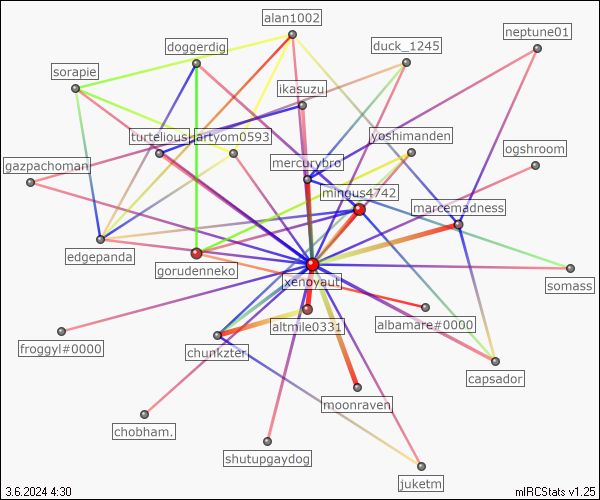 alan1002
neptune01
doggerdig
duck_1245
sorapie
ikasuzu
turtelious
artyom0593
yoshimanden
ogshroom
gazpachoman
mercurybro
mingus4742
marcemadness
edgepanda
gorudenneko
xenoyaut
somass
altmile0331
albamare#0000
froggyl#0000
chunkzter
capsador
moonraven
chobham.
shutupgaydog
juketm
3.6.2024 4:30
mIRCStats v1.25